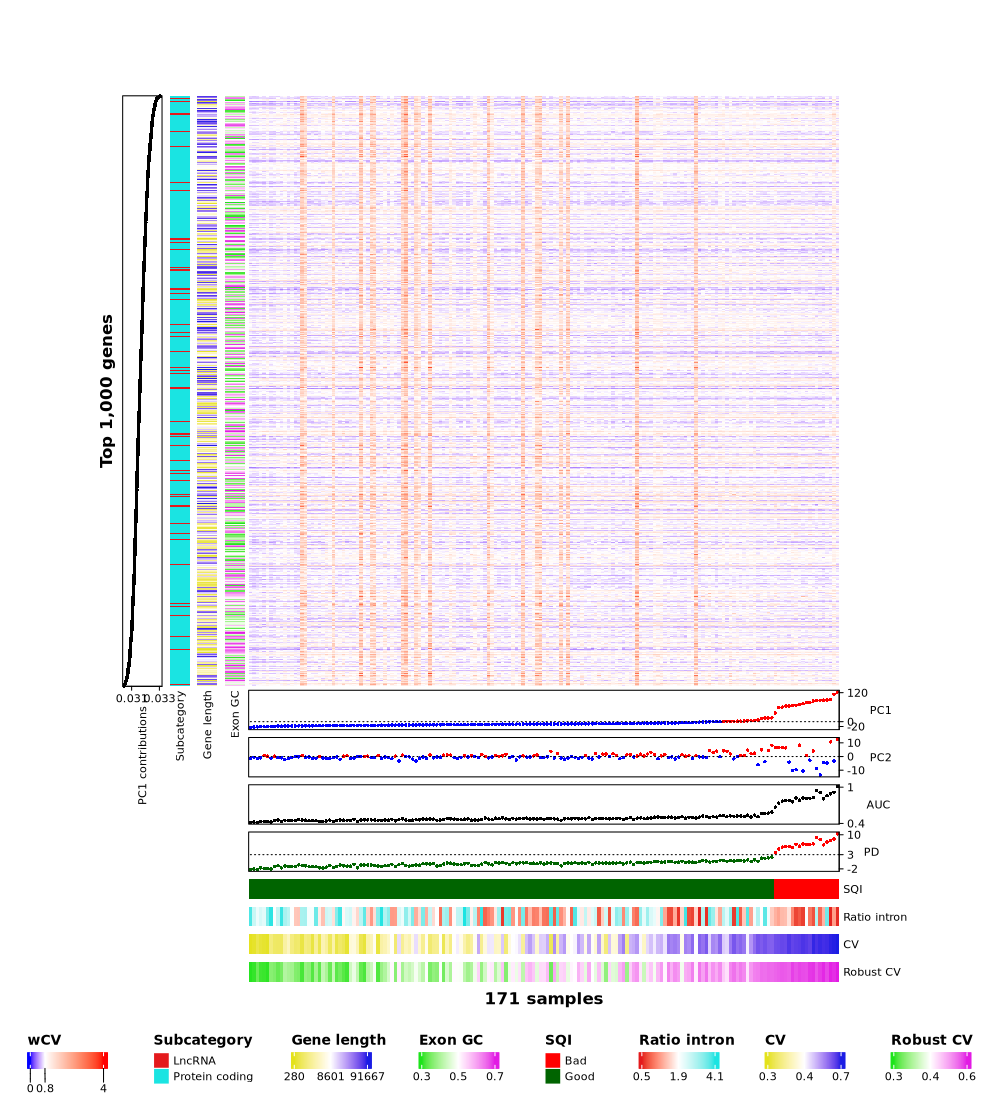 Top 1,000 genes
0.031 0.033
PC1 contributions
Subcategory
Gene length
Exon GC
120
0
-20
PC1
10
0
-10
PC2
1
0.4
AUC
10
3
-2
PD
SQI
Ratio intron
CV
Robust CV
171 samples
wCV
0 0.8 4
Subcategory
LncRNA
Protein coding
Gene length
280 8601 91667
Exon GC
0.3 0.5 0.7
SQI
Bad
Good
Ratio intron
0.5 1.9 4.1
CV
0.3 0.4 0.7
Robust CV
0.3 0.4 0.6